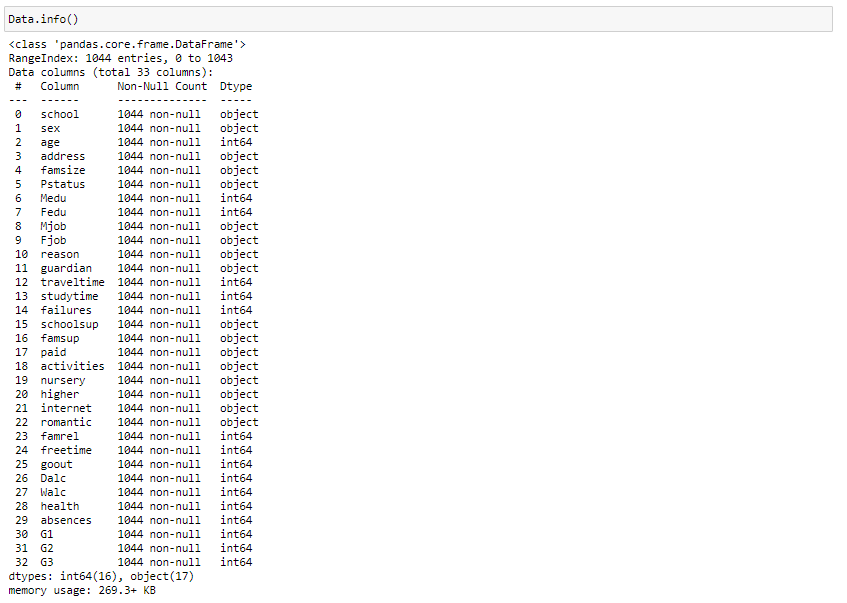 Data.info()
<class 'pandas.core.frame.DataFrame'>
RangeIndex: 1044 entries, 0 to 1043
Data columns (total 33 columns):
 #   Column      Non-Null Count  Dtype
---  ------      --------------  -----
 0   school      1044 non-null   object
 1   sex         1044 non-null   object
 2   age         1044 non-null   int64
 3   address     1044 non-null   object
 4   famsize     1044 non-null   object
 5   Pstatus     1044 non-null   object
 6   Medu        1044 non-null   int64
 7   Fedu        1044 non-null   int64
 8   Mjob        1044 non-null   object
 9   Fjob        1044 non-null   object
 10  reason      1044 non-null   object
 11  guardian    1044 non-null   object
 12  traveltime  1044 non-null   int64
 13  studytime   1044 non-null   int64
 14  failures    1044 non-null   int64
 15  schoolsup   1044 non-null   object
 16  famsup      1044 non-null   object
 17  paid        1044 non-null   object
 18  activities  1044 non-null   object
 19  nursery     1044 non-null   object
 20  higher      1044 non-null   object
 21  internet    1044 non-null   object
 22  romantic    1044 non-null   object
 23  famrel      1044 non-null   int64
 24  freetime    1044 non-null   int64
 25  goout       1044 non-null   int64
 26  Dalc        1044 non-null   int64
 27  Walc        1044 non-null   int64
 28  health      1044 non-null   int64
 29  absences    1044 non-null   int64
 30  G1          1044 non-null   int64
 31  G2          1044 non-null   int64
 32  G3          1044 non-null   int64
dtypes: int64(16), object(17)
memory usage: 269.3+ KB